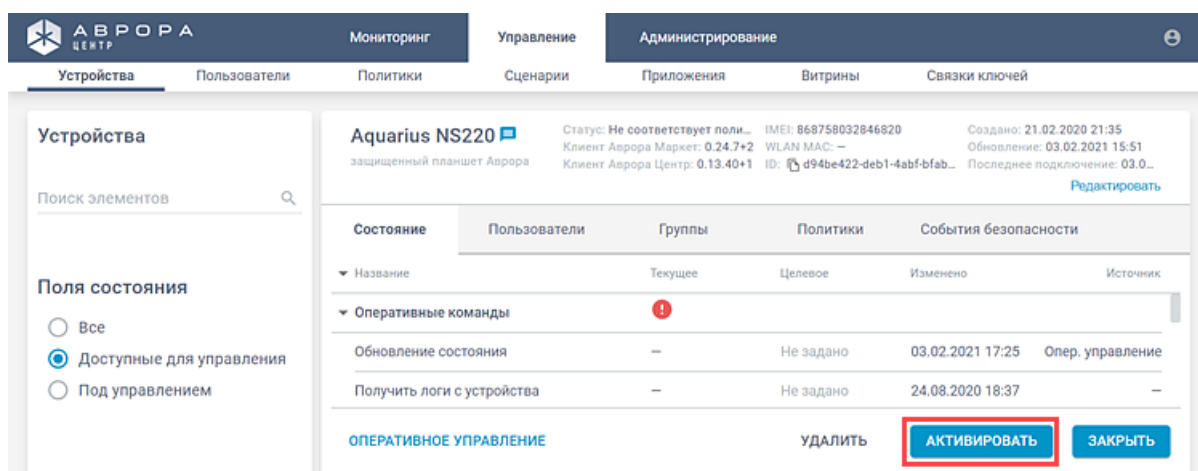 АВРОРА
ЦЕНТР
Мониторинг Управление Администрирование
Устройства Пользователи Политики Сценарии Приложения Витрины Связки ключей
Устройства
Поиск элементов
Поля состояния
Все
Доступные для управления
Под управлением
Aquarius NS220
защищенный планшет Аврора
Статус: Не соответствует поли...
Клиент Аврора Маркет: 0.24.7+2
Клиент Аврора Центр: 0.13.40+1
IMEI: 868758032846820
WLAN MAC: —
ID: d94be422-deb1-4abf-bfab...
Создано: 21.02.2020 21:35
Обновление: 03.02.2021 15:51
Последнее подключение: 03.0...
Редактировать
Состояние Пользователи Группы Политики События безопасности
Название Текущее Целевое Изменено Источник
Оперативные команды
Обновление состояния — Не задано 03.02.2021 17:25 Опер. управление
Получить логи с устройства — Не задано 24.08.2020 18:37 —
ОПЕРАТИВНОЕ УПРАВЛЕНИЕ УДАЛИТЬ АКТИВИРОВАТЬ ЗАКРЫТЬ